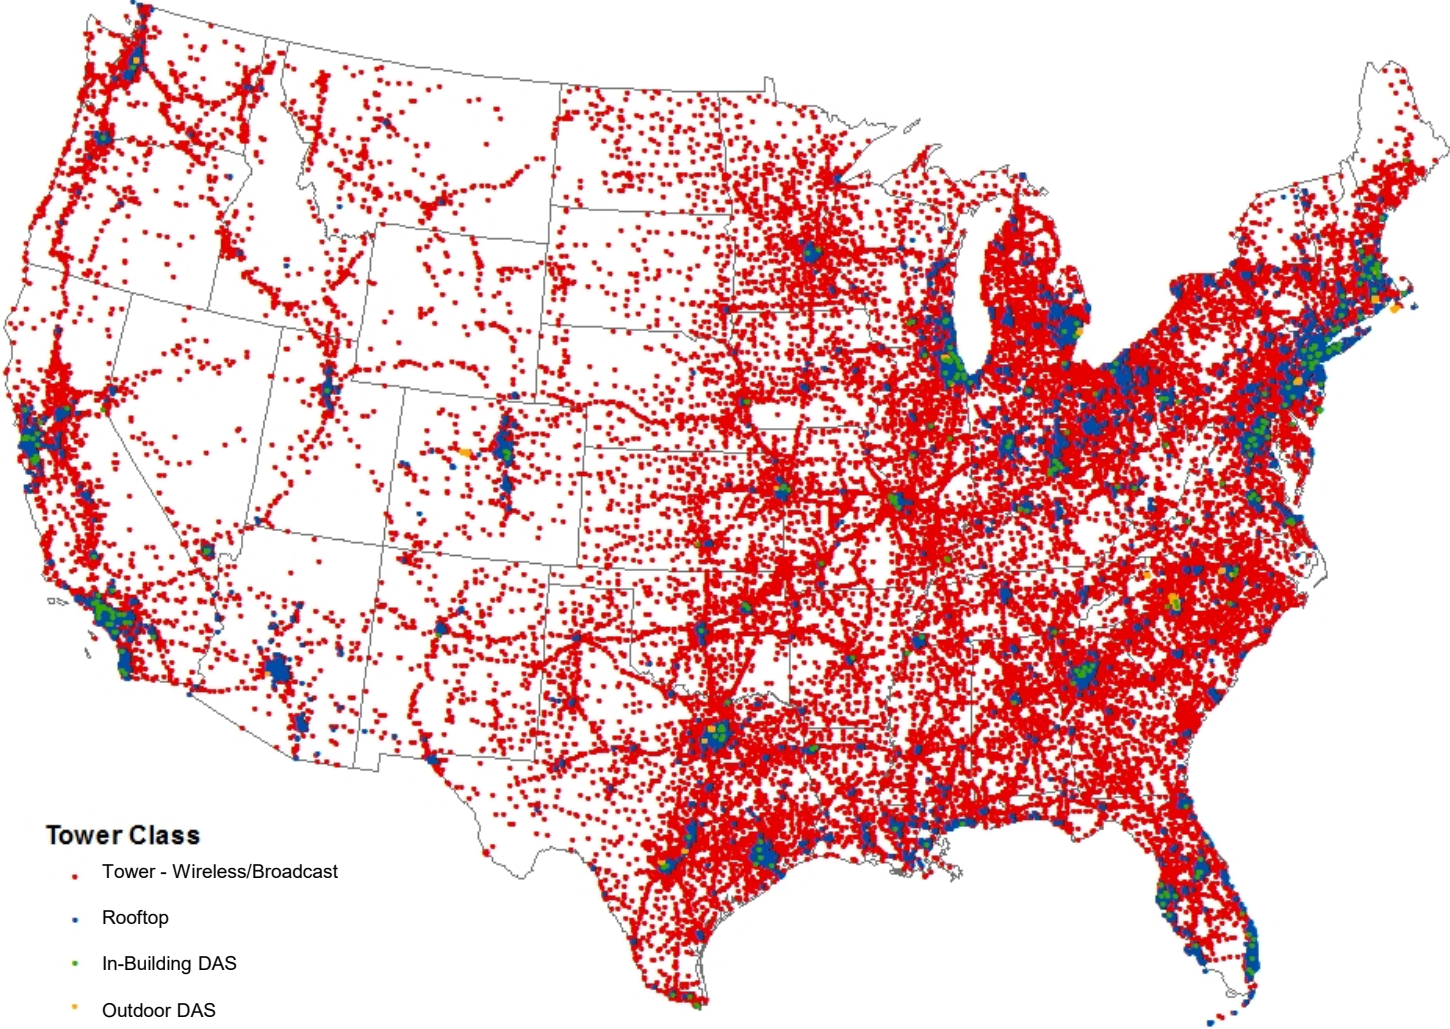 Tower Class
Tower - Wireless/Broadcast
Rooftop
In-Building DAS
Outdoor DAS